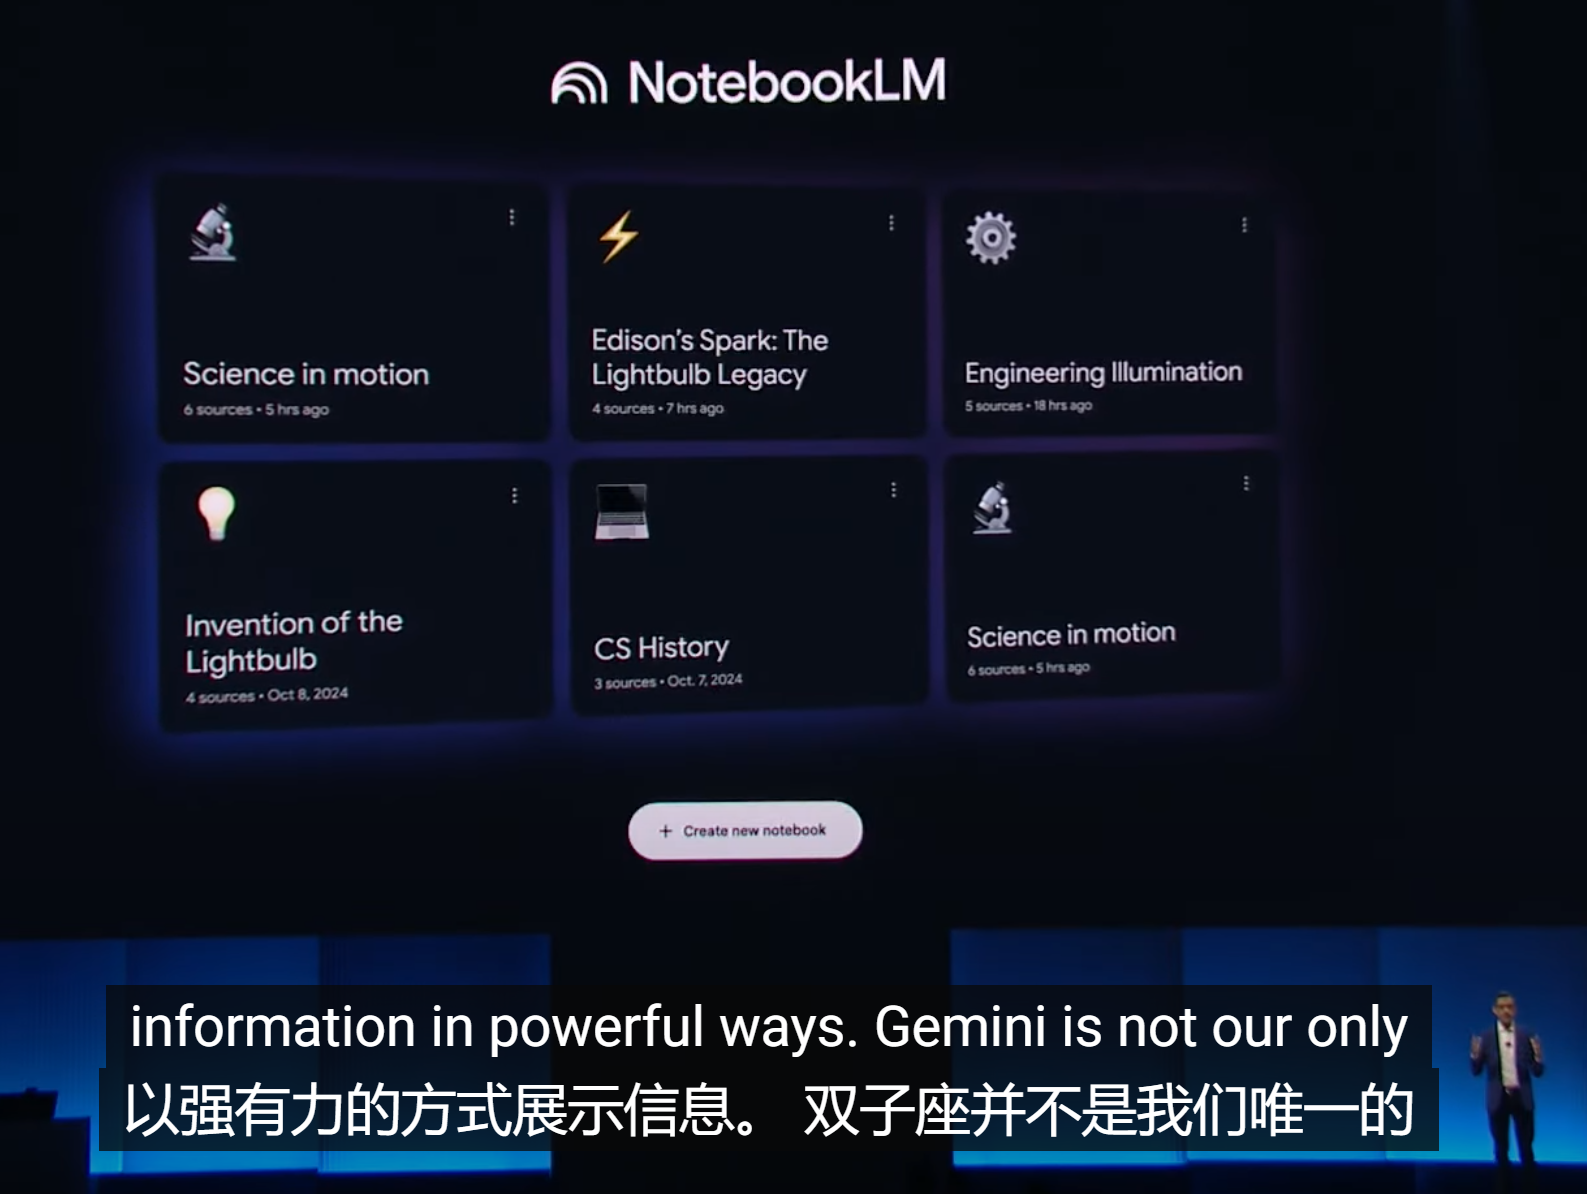 NotebookLM
Science in motion
6 sources • 5 hrs ago
Edison's Spark: The
Lightbulb Legacy
4 sources • 7 hrs ago
Engineering Illumination
5 sources • 18 hrs ago
Invention of the
Lightbulb
4 sources • Oct 8, 2024
CS History
3 sources • Oct. 7, 2024
Science in motion
6 sources • 5 hrs ago
+ Create new notebook
information in powerful ways. Gemini is not our only
以强有力的方式展示信息。 双子座并不是我们唯一的